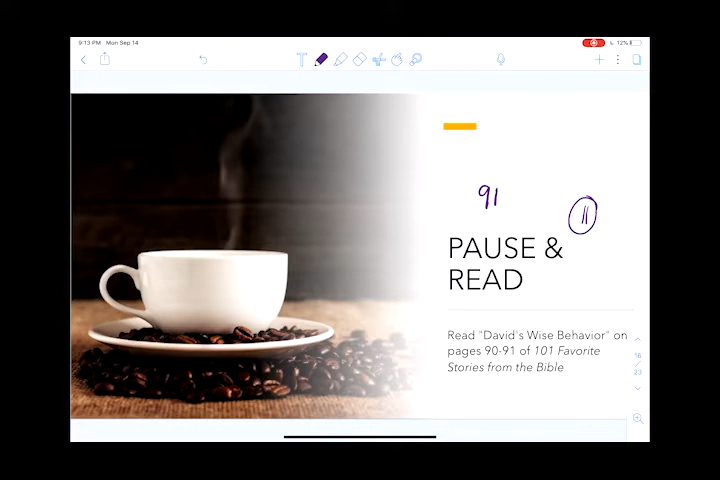 9:13 PM Mon Sep 14
12%
T
91
11
PAUSE &
READ
Read "David's Wise Behavior" on
pages 90-91 of 101 Favorite
Stories from the Bible
16
/
23